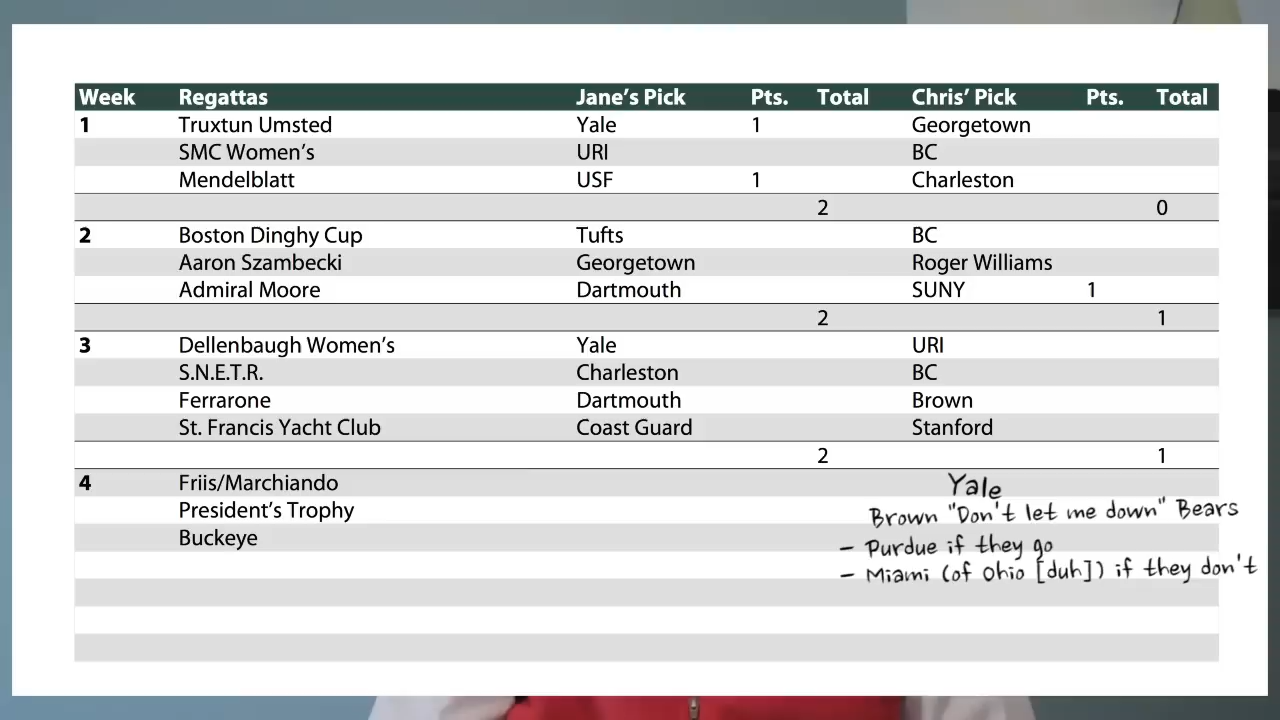 Week Regattas Jane's Pick Pts. Total Chris' Pick Pts. Total
1 Truxtun Umsted Yale 1 Georgetown
SMC Women's URI BC
Mendelblatt USF 1 Charleston
2 0
2 Boston Dinghy Cup Tufts BC
Aaron Szambecki Georgetown Roger Williams
Admiral Moore Dartmouth SUNY 1
2 1
3 Dellenbaugh Women's Yale URI
S.N.E.T.R. Charleston BC
Ferrarone Dartmouth Brown
St. Francis Yacht Club Coast Guard Stanford
2 1
4 Friis/Marchiando Yale
President's Trophy Brown "Don't let me down" Bears
Buckeye – Purdue if they go
– Miami (of Ohio [duh]) if they don't